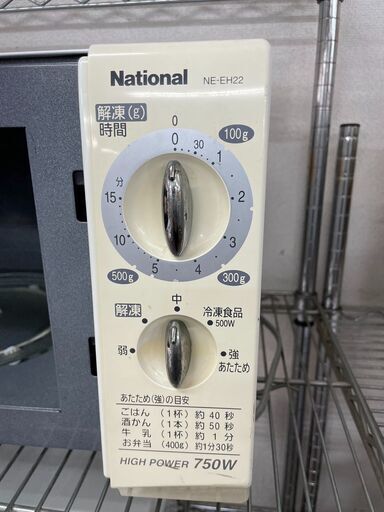 National NE-EH22
解凍(g)
時間
0
0
30
100g
1
2
200g
3
300g
4
5
500g
10
15
分
中
解凍
冷凍食品
500W
弱
強
あたため
あたため(強)の目安
ごはん (1杯) 約 40 秒
酒かん (1本) 約 50 秒
牛 乳 (1杯) 約 1 分
お弁当 (400g) 約1分30秒
HIGH POWER 750W